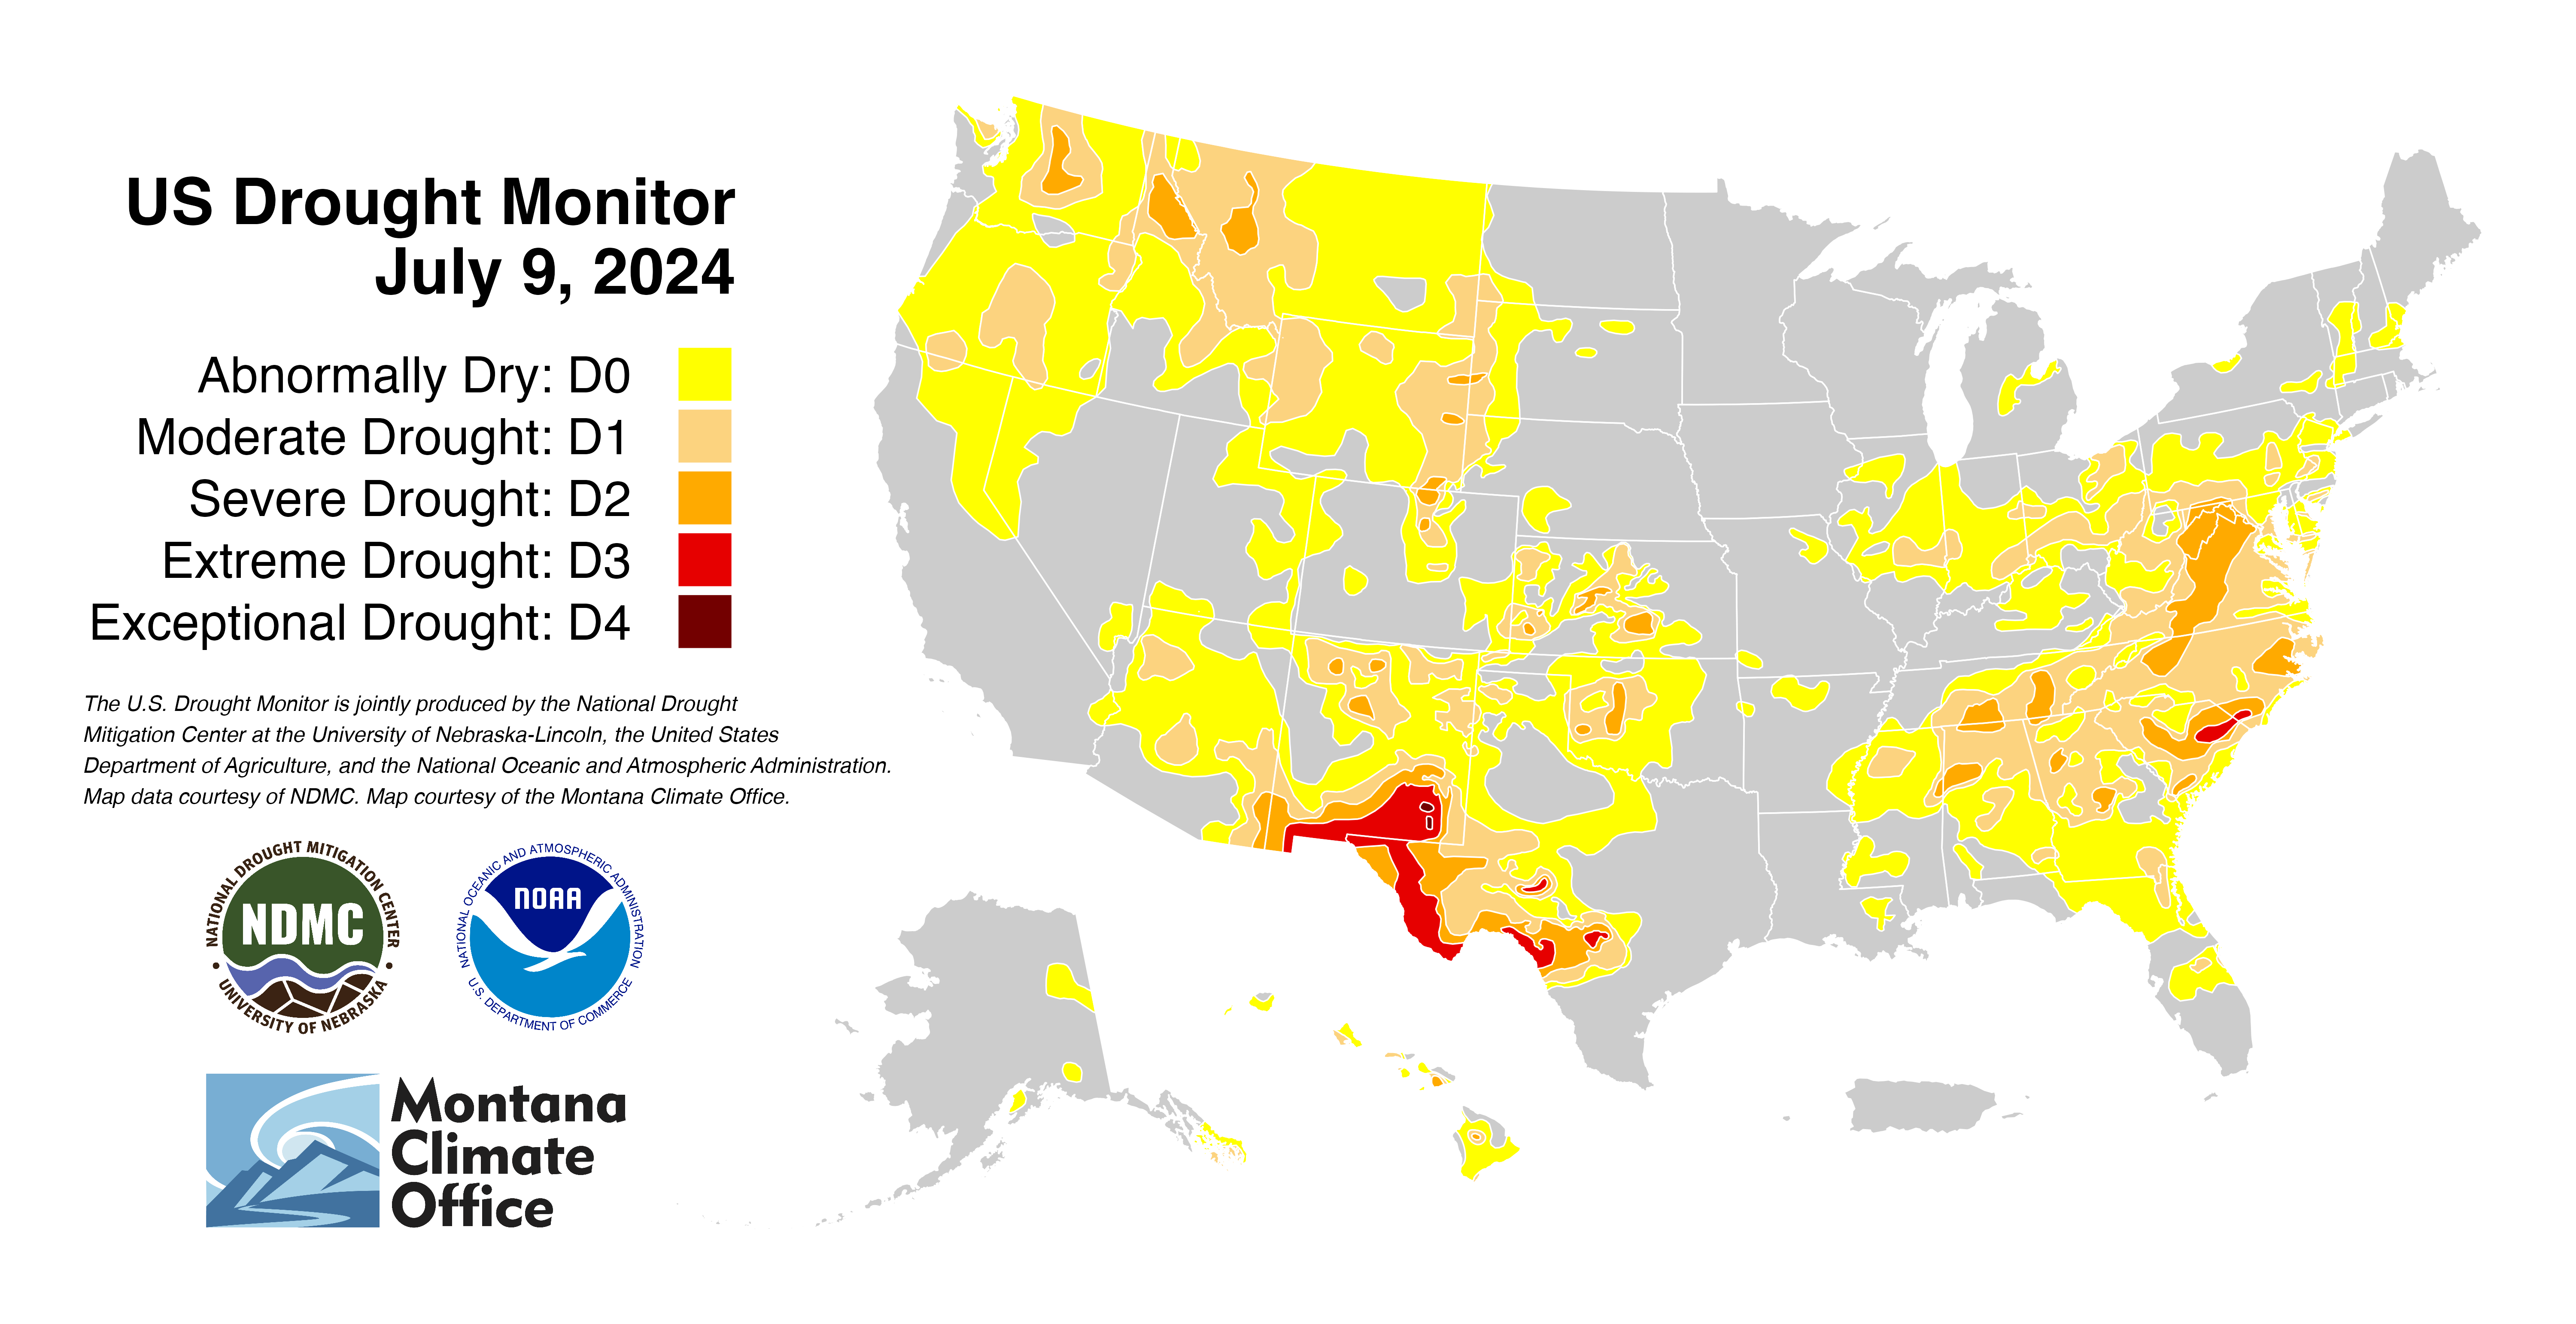 US Drought Monitor
July 9, 2024
Abnormally Dry: D0
Moderate Drought: D1
Severe Drought: D2
Extreme Drought: D3
Exceptional Drought: D4
The U.S. Drought Monitor is jointly produced by the National Drought
Mitigation Center at the University of Nebraska-Lincoln, the United States
Department of Agriculture, and the National Oceanic and Atmospheric Administration.
Map data courtesy of NDMC. Map courtesy of the Montana Climate Office.
NATIONAL DROUGHT MITIGATION CENTER
NDMC
• UNIVERSITY OF NEBRASKA •
NATIONAL OCEANIC AND ATMOSPHERIC ADMINISTRATION
NOAA
U.S. DEPARTMENT OF COMMERCE
Montana
Climate
Office